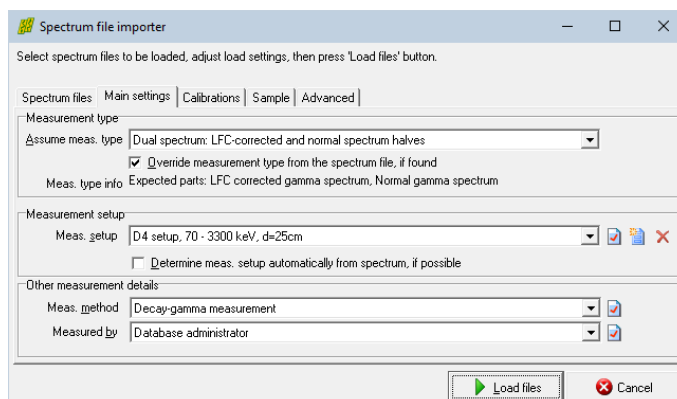 Spectrum file importer
Select spectrum files to be loaded, adjust load settings, then press 'Load files' button.
Spectrum files Main settings Calibrations Sample Advanced
Measurement type
Assume meas. type Dual spectrum: LFC-corrected and normal spectrum halves
Override measurement type from the spectrum file, if found
Meas. type info Expected parts: LFC corrected gamma spectrum, Normal gamma spectrum
Measurement setup
Meas. setup D4 setup, 70 - 3300 keV, d=25cm
Determine meas. setup automatically from spectrum, if possible
Other measurement details
Meas. method Decay-gamma measurement
Measured by Database administrator
Load files Cancel